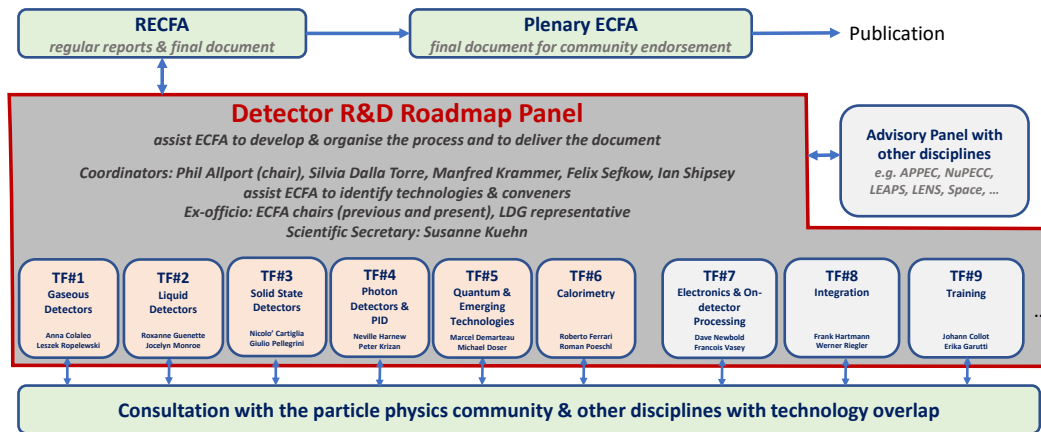 RECFA
regular reports & final document
Plenary ECFA
final document for community endorsement
Publication
Detector R&D Roadmap Panel
assist ECFA to develop & organise the process and to deliver the document
Coordinators: Phil Allport (chair), Silvia Dalla Torre, Manfred Krammer, Felix Sefkow, Ian Shipsey
assist ECFA to identify technologies & conveners
Ex-officio: ECFA chairs (previous and present), LDG representative
Scientific Secretary: Susanne Kuehn
Advisory Panel with
other disciplines
e.g. APPEC, NuPECC,
LEAPS, LENS, Space, …
TF#1
Gaseous
Detectors
Anna Colaleo
Leszek Ropelewski
TF#2
Liquid
Detectors
Roxanne Guenette
Jocelyn Monroe
TF#3
Solid State
Detectors
Nicolo' Cartiglia
Giulio Pellegrini
TF#4
Photon
Detectors &
PID
Neville Harnew
Peter Krizan
TF#5
Quantum &
Emerging
Technologies
Marcel Demarteau
Michael Doser
TF#6
Calorimetry
Roberto Ferrari
Roman Poeschl
TF#7
Electronics & On-
detector
Processing
Dave Newbold
Francois Vasey
TF#8
Integration
Frank Hartmann
Werner Riegler
TF#9
Training
Johann Collot
Erika Garutti
...
Consultation with the particle physics community & other disciplines with technology overlap